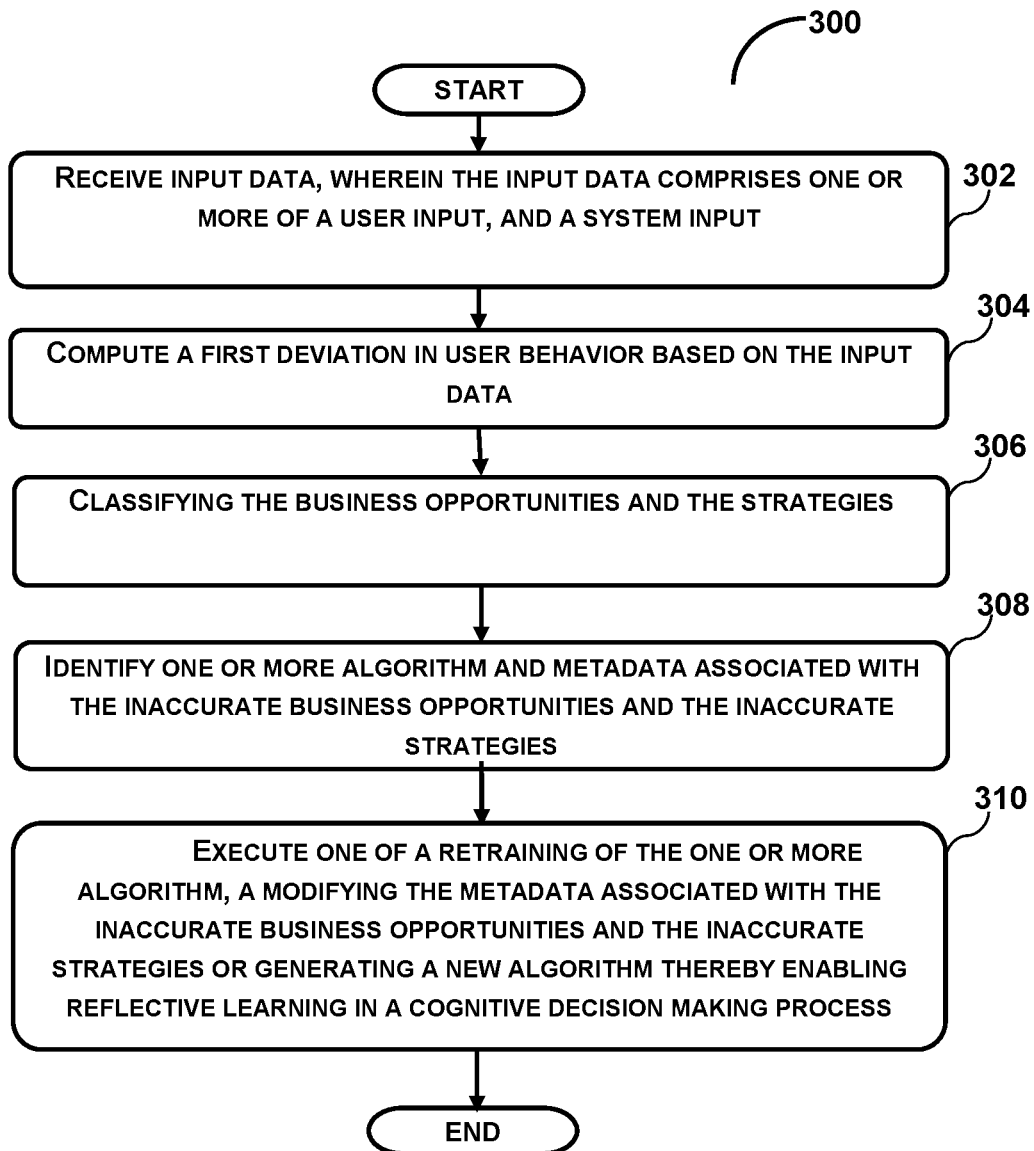 300
START
RECEIVE INPUT DATA, WHEREIN THE INPUT DATA COMPRISES ONE OR
MORE OF A USER INPUT, AND A SYSTEM INPUT
302
COMPUTE A FIRST DEVIATION IN USER BEHAVIOR BASED ON THE INPUT
DATA
304
CLASSIFYING THE BUSINESS OPPORTUNITIES AND THE STRATEGIES
306
IDENTIFY ONE OR MORE ALGORITHM AND METADATA ASSOCIATED WITH
THE INACCURATE BUSINESS OPPORTUNITIES AND THE INACCURATE
STRATEGIES
308
EXECUTE ONE OF A RETRAINING OF THE ONE OR MORE
ALGORITHM, A MODIFYING THE METADATA ASSOCIATED WITH THE
INACCURATE BUSINESS OPPORTUNITIES AND THE INACCURATE
STRATEGIES OR GENERATING A NEW ALGORITHM THEREBY ENABLING
REFLECTIVE LEARNING IN A COGNITIVE DECISION MAKING PROCESS
310
END